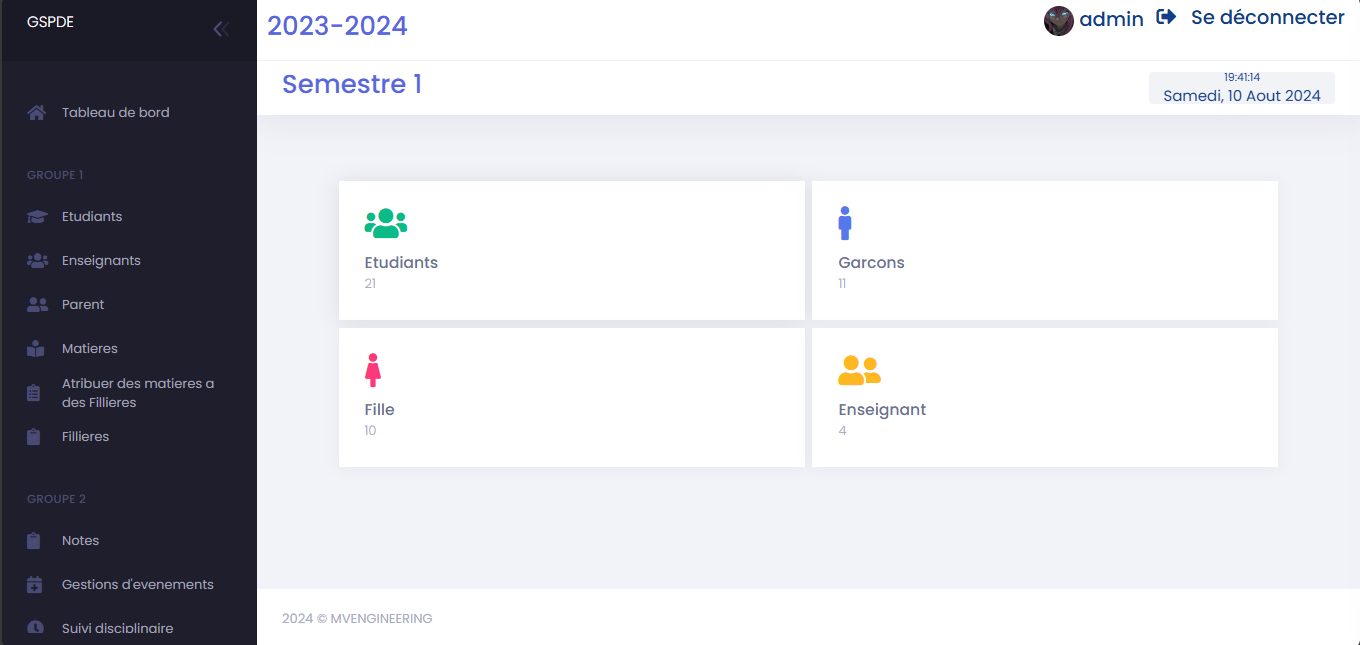 GSPDE
Tableau de bord
GROUPE 1
Etudiants
Enseignants
Parent
Matieres
Atribuer des matieres a
des Fillieres
Fillieres
GROUPE 2
Notes
Gestions d'evenements
Suivi disciplinaire
2023-2024
admin
Se déconnecter
Semestre 1
19:41:14
Samedi, 10 Aout 2024
Etudiants
21
Garcons
11
Fille
10
Enseignant
4
2024 © MVENGINEERING